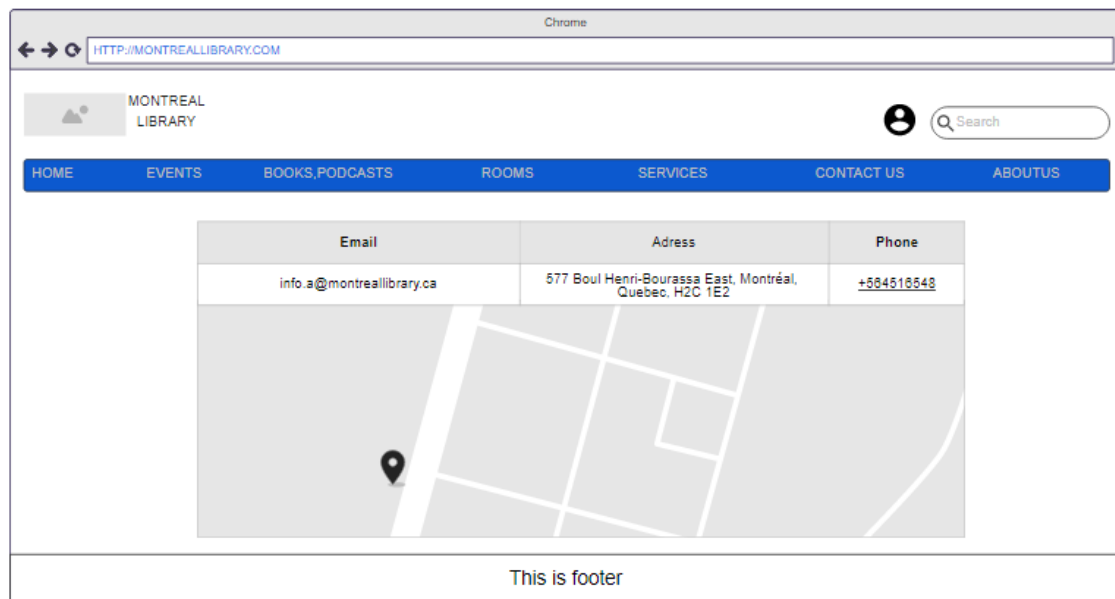 Chrome
HTTP://MONTREALLIBRARY.COM
MONTREAL
LIBRARY
Search
HOME EVENTS BOOKS,PODCASTS ROOMS SERVICES CONTACT US ABOUTUS
Email Adress Phone
info.a@montreallibrary.ca
577 Boul Henri-Bourassa East, Montréal,
Quebec, H2C 1E2
+564516548
This is footer